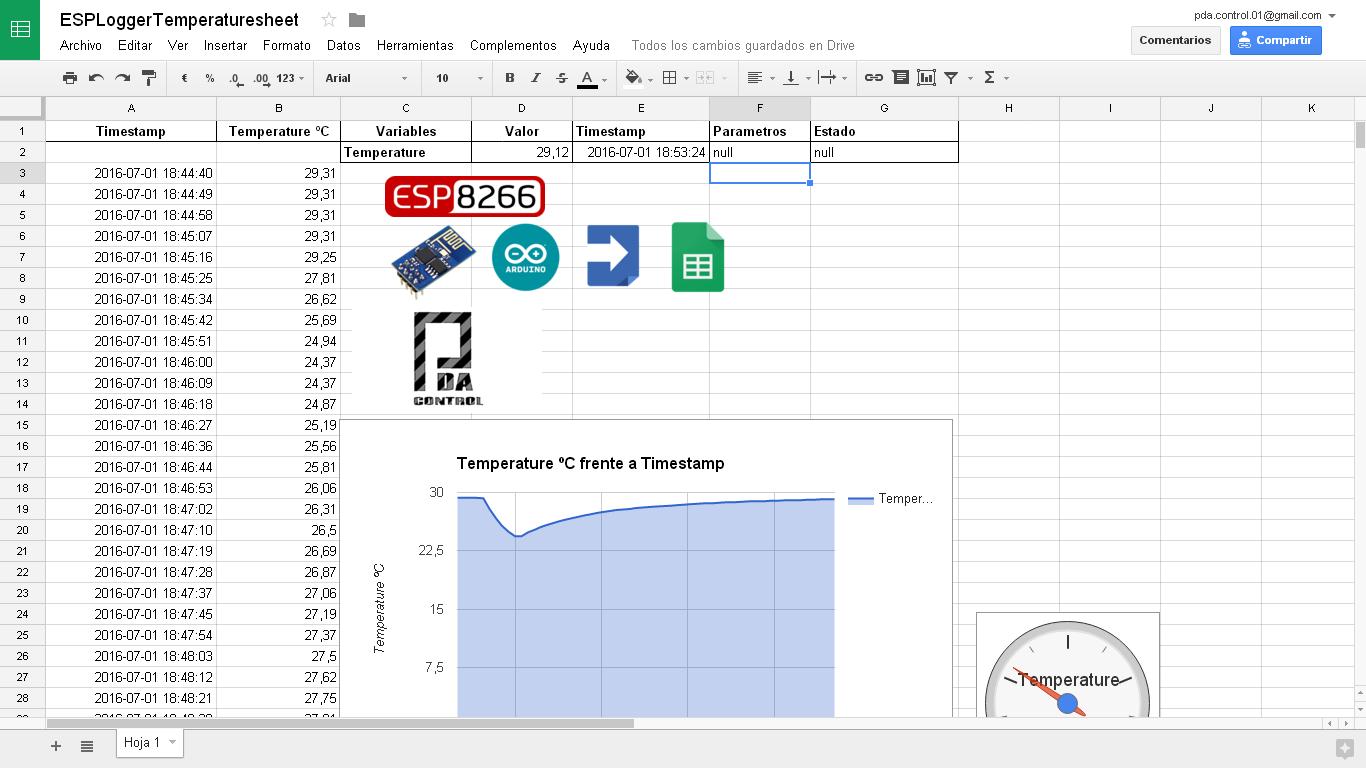 ESPLoggerTemperaturesheet
pda.control.01@gmail.com
Archivo Editar Ver Insertar Formato Datos Herramientas Complementos Ayuda Todos los cambios guardados en Drive
Comentarios Compartir
€ % .0 .00 123 Arial 10 B I S A Σ
A B C D E F G H I J K
1 Timestamp Temperature ºC Variables Valor Timestamp Parametros Estado
2 Temperature 29,12 2016-07-01 18:53:24 null null
3 2016-07-01 18:44:40 29,31
4 2016-07-01 18:44:49 29,31
5 2016-07-01 18:44:58 29,31
6 2016-07-01 18:45:07 29,31
7 2016-07-01 18:45:16 29,25
8 2016-07-01 18:45:25 27,81
9 2016-07-01 18:45:34 26,62
10 2016-07-01 18:45:42 25,69
11 2016-07-01 18:45:51 24,94
12 2016-07-01 18:46:00 24,37
13 2016-07-01 18:46:09 24,37
14 2016-07-01 18:46:18 24,87
15 2016-07-01 18:46:27 25,19
16 2016-07-01 18:46:36 25,56
17 2016-07-01 18:46:44 25,81
18 2016-07-01 18:46:53 26,06
19 2016-07-01 18:47:02 26,31
20 2016-07-01 18:47:10 26,5
21 2016-07-01 18:47:19 26,69
22 2016-07-01 18:47:28 26,87
23 2016-07-01 18:47:37 27,06
24 2016-07-01 18:47:45 27,19
25 2016-07-01 18:47:54 27,37
26 2016-07-01 18:48:03 27,5
27 2016-07-01 18:48:12 27,62
28 2016-07-01 18:48:21 27,75
ESP8266
ARDUINO
PDA
CONTROL
Temperature ºC frente a Timestamp
Temper...
30
22,5
15
7,5
Temperature ºC
Temperature
Hoja 1